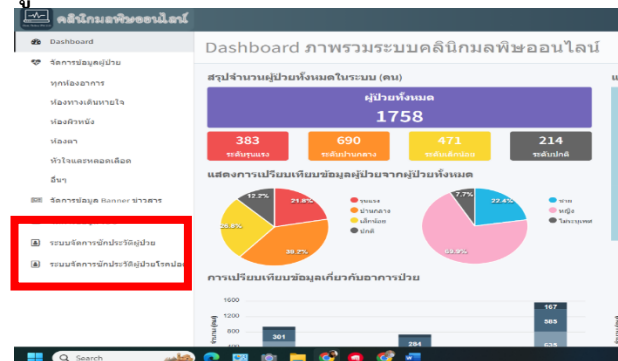 คลินิกมลพิษออนไลน์
Dashboard
จัดการข้อมูลผู้ป่วย
ทุกห้องอาการ
ห้องทางเดินหายใจ
ห้องผิวหนัง
ห้องตา
หัวใจและหลอดเลือด
อื่นๆ
จัดการข้อมูล Banner ข่าวสาร
ระบบจัดการซักประวัติผู้ป่วย
ระบบจัดการซักประวัติผู้ป่วยโรคปอด
Dashboard ภาพรวมระบบคลินิกมลพิษออนไลน์
สรุปจำนวนผู้ป่วยทั้งหมดในระบบ (คน)
ผู้ป่วยทั้งหมด
1758
383 690 471 214
ระดับรุนแรง ระดับปานกลาง ระดับเล็กน้อย ระดับปกติ
แสดงการเปรียบเทียบข้อมูลผู้ป่วยจากผู้ป่วยทั้งหมด
12.2% 21.8% 26.8% 39.2%
รุนแรง
ปานกลาง
เล็กน้อย
ปกติ
7.7% 22.4% 69.9%
ชาย
หญิง
ไม่ระบุเพศ
การเปรียบเทียบข้อมูลเกี่ยวกับอาการป่วย
จำนวน(คน)
1600
1200
800
400
301
284
167
565
635
Search